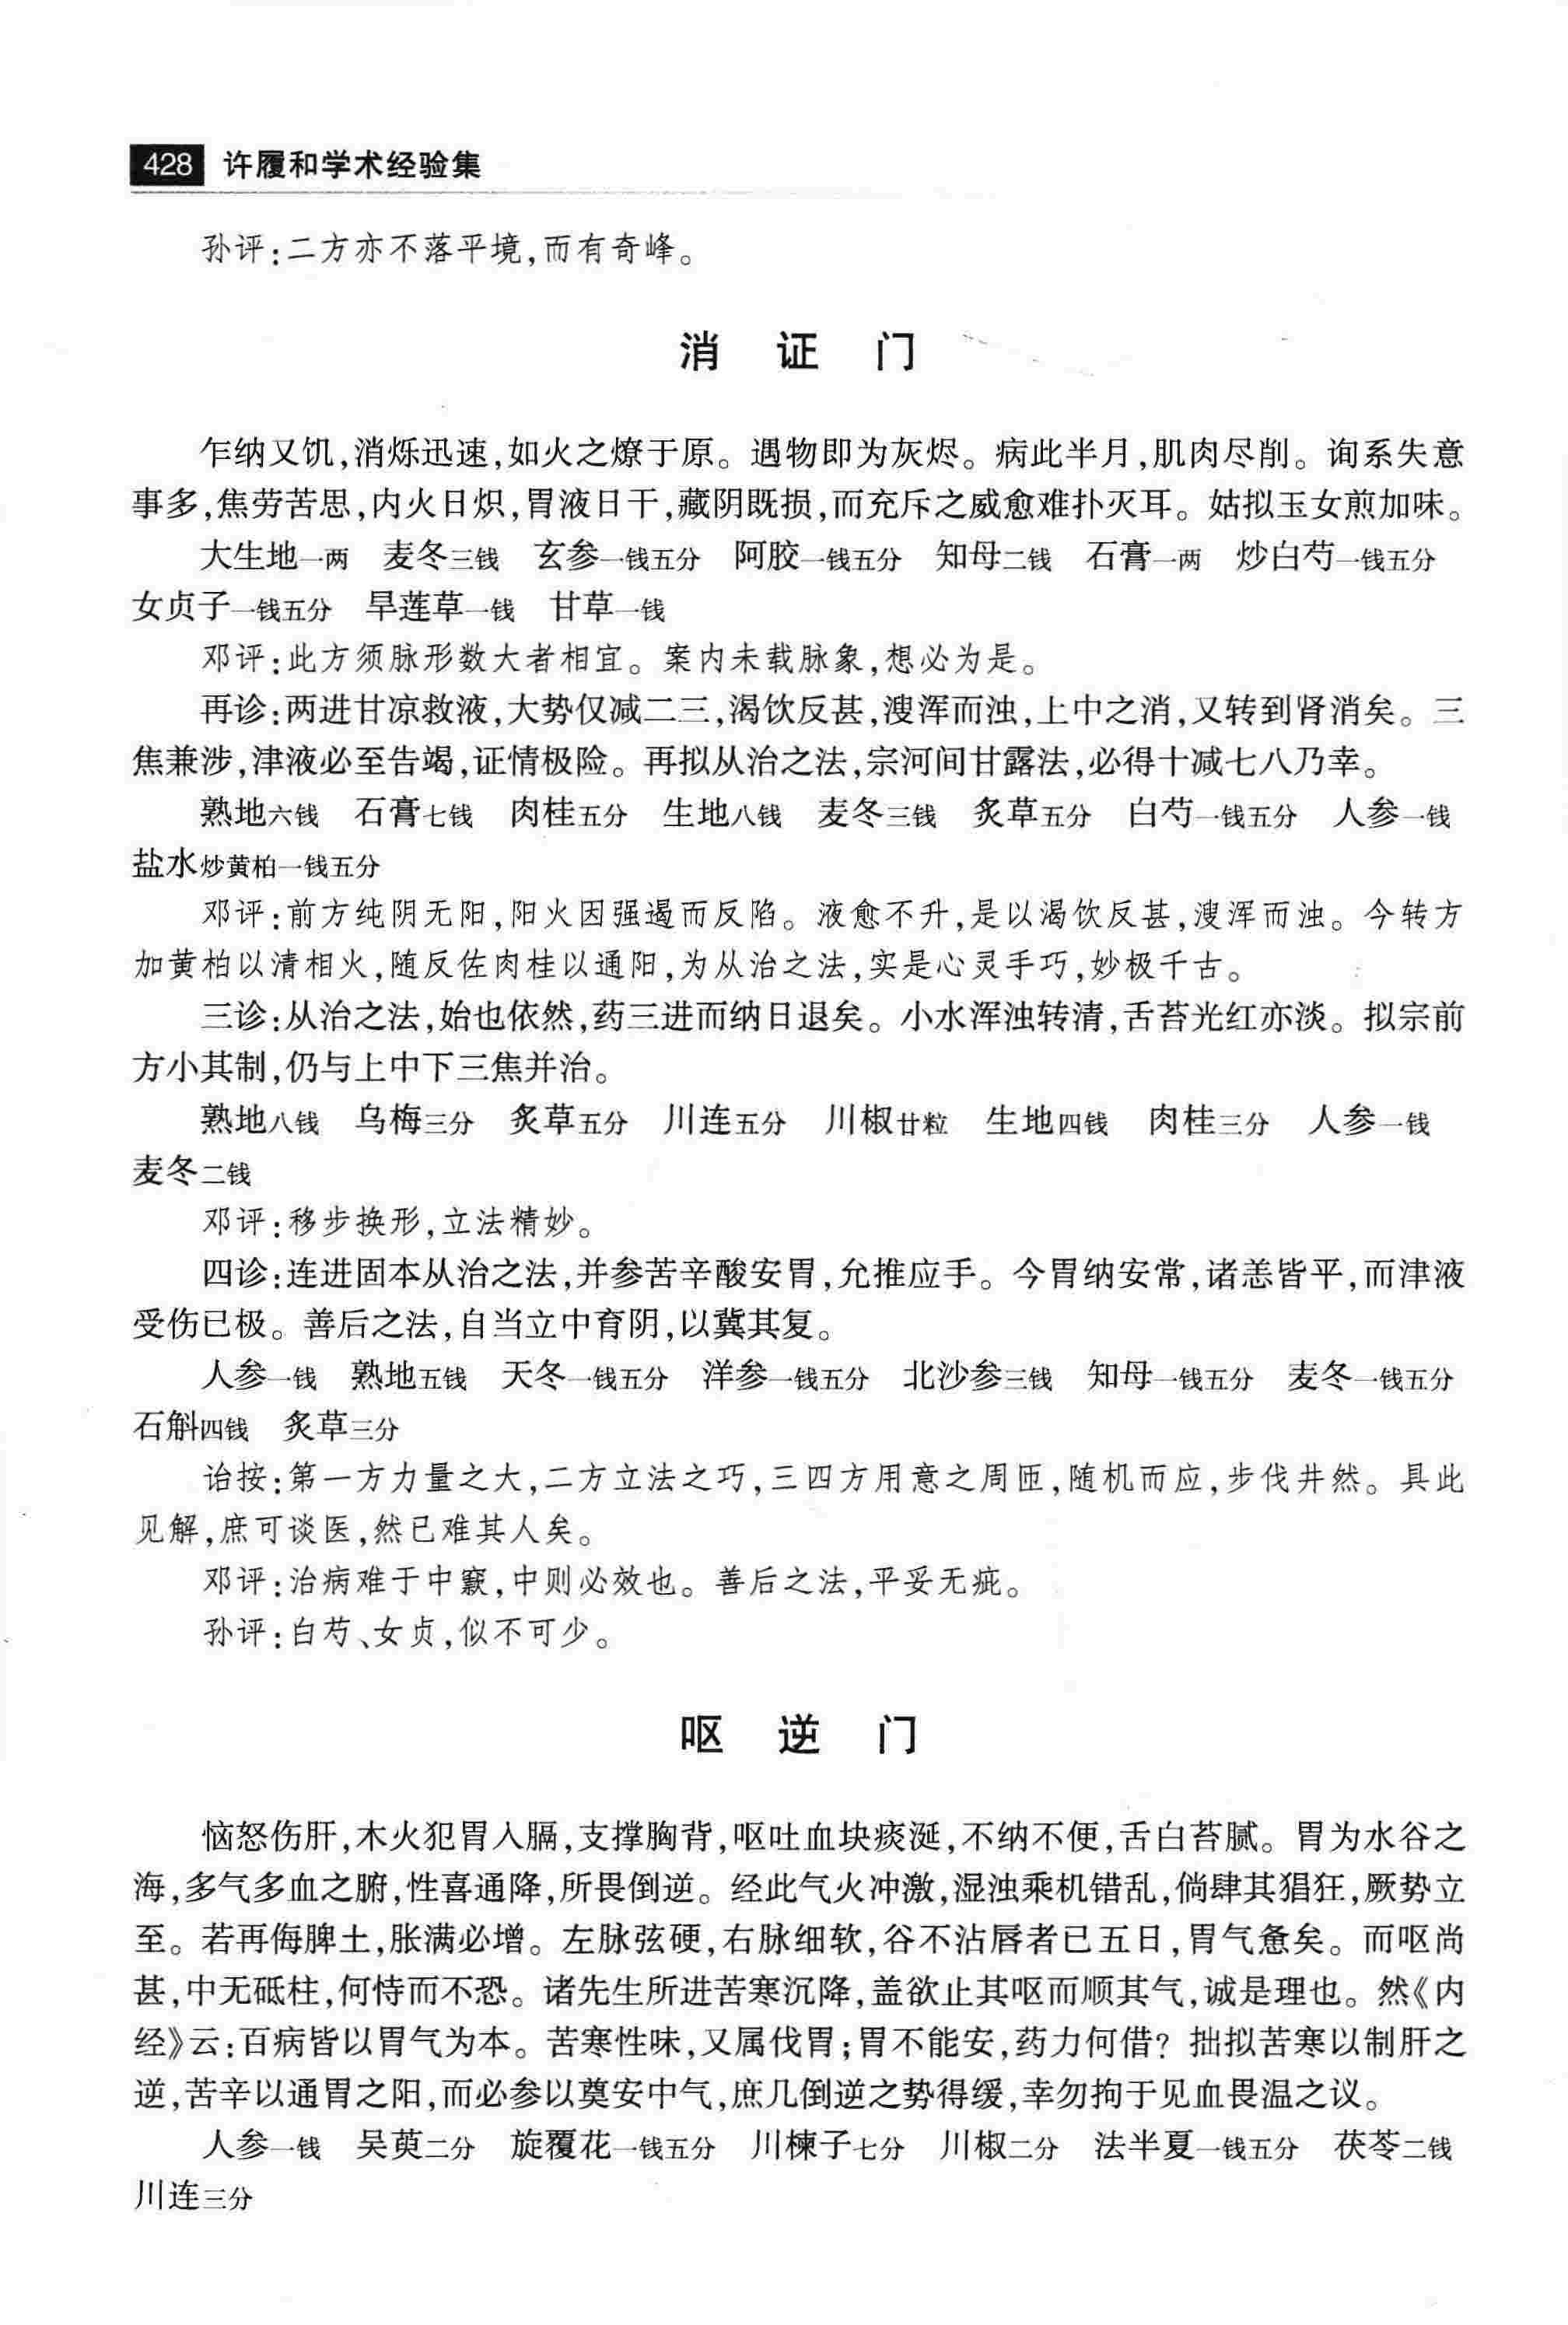 428 许履和学术经验集
孙评:二方亦不落平境,而有奇峰。
消 证 门
乍纳又饥,消烁迅速,如火之燎于原。遇物即为灰烬。病此半月,肌肉尽削。询系失意
事多,焦劳苦思,内火日炽,胃液日干,藏阴既损,而充斥之威愈难扑灭耳。姑拟玉女煎加味。
大生地一两 麦冬三钱 玄参一钱五分 阿胶一钱五分 知母二钱 石膏一两 炒白芍一钱五分
女贞子一钱五分 旱莲草一钱 甘草一钱
邓评:此方须脉形数大者相宜。案内未载脉象,想必为是。
再诊:两进甘凉救液,大势仅减二三,渴饮反甚,溲浑而浊,上中之消,又转到肾消矣。三
焦兼涉,津液必至告竭,证情极险。再拟从治之法,宗河间甘露法,必得十减七八乃幸。
熟地六钱 石膏七钱 肉桂五分 生地八钱 麦冬三钱 炙草五分 白芍一钱五分 人参一钱
盐水炒黄柏一钱五分
邓评:前方纯阴无阳,阳火因强遏而反陷。液愈不升,是以渴饮反甚,溲浑而浊。今转方
加黄柏以清相火,随反佐肉桂以通阳,为从治之法,实是心灵手巧,妙极千古。
三诊:从治之法,始也依然,药三进而纳日退矣。小水浑浊转清,舌苔光红亦淡。拟宗前
方小其制,仍与上中下三焦并治。
熟地八钱 乌梅三分 炙草五分 川连五分 川椒廿粒 生地四钱 肉桂三分 人参一钱
麦冬二钱
邓评:移步换形,立法精妙。
四诊:连进固本从治之法,并参苦辛酸安胃,允推应手。今胃纳安常,诸恙皆平,而津液
受伤已极。善后之法,自当立中育阴,以冀其复。
人参一钱 熟地五钱 天冬一钱五分 洋参一钱五分 北沙参三钱 知母一钱五分 麦冬一钱五分
石斛四钱 炙草三分
诒按:第一方力量之大,二方立法之巧,三四方用意之周匝,随机而应,步伐井然。具此
见解,庶可谈医,然已难其人矣。
邓评:治病难于中窾,中则必效也。善后之法,平妥无疵。
孙评:白芍、女贞,似不可少。
呕 逆 门
恼怒伤肝,木火犯胃入膈,支撑胸背,呕吐血块痰涎,不纳不便,舌白苔腻。胃为水谷之
海,多气多血之腑,性喜通降,所畏倒逆。经此气火冲激,湿浊乘机错乱,倘肆其猖狂,厥势立
至。若再侮脾土,胀满必增。左脉弦硬,右脉细软,谷不沾唇者已五日,胃气惫矣。而呕尚
甚,中无砥柱,何恃而不恐。诸先生所进苦寒沉降,盖欲止其呕而顺其气,诚是理也。然《内
经》云:百病皆以胃气为本。苦寒性味,又属伐胃;胃不能安,药力何借?拙拟苦寒以制肝之
逆,苦辛以通胃之阳,而必参以奠安中气,庶几倒逆之势得缓,幸勿拘于见血畏温之议。
人参一钱 吴萸二分 旋覆花一钱五分 川楝子七分 川椒二分 法半夏一钱五分 茯苓二钱
川连三分